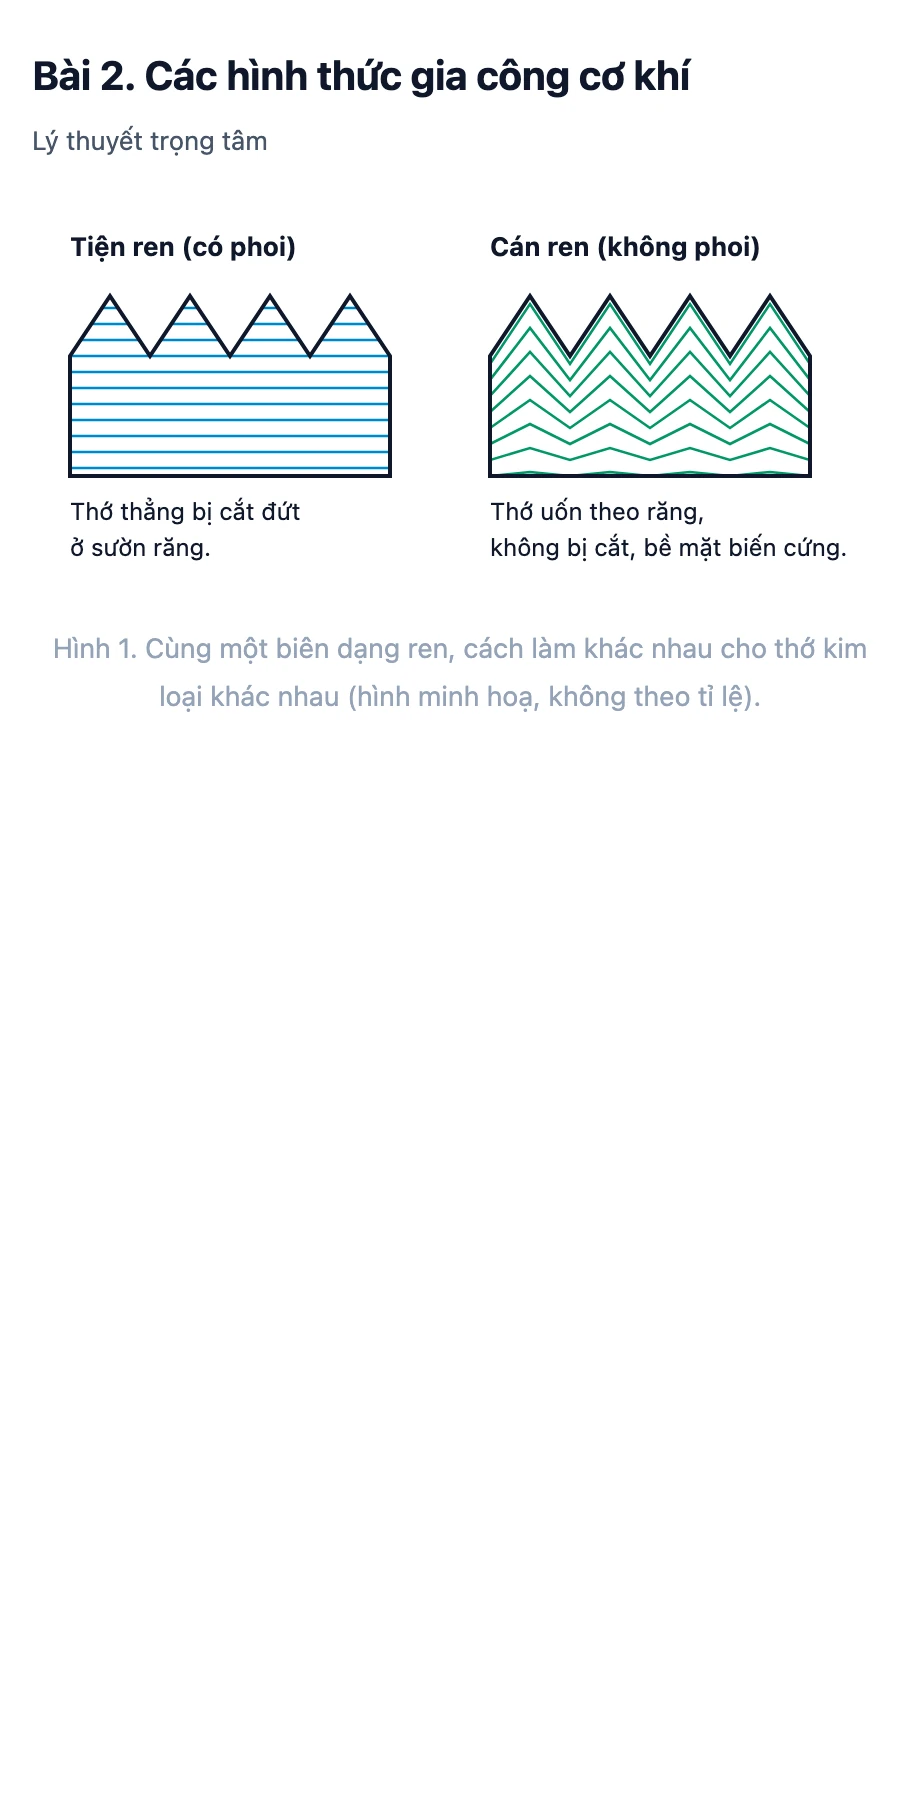 Bài 2. Các hình thức gia công cơ khí
Lý thuyết trọng tâm
Tiện ren (có phoi)
Cán ren (không phoi)
Thớ thẳng bị cắt đứt
ở sườn răng.
Thớ uốn theo răng,
không bị cắt, bề mặt biến cứng.
Hình 1. Cùng một biên dạng ren, cách làm khác nhau cho thớ kim
loại khác nhau (hình minh hoạ, không theo tỉ lệ).